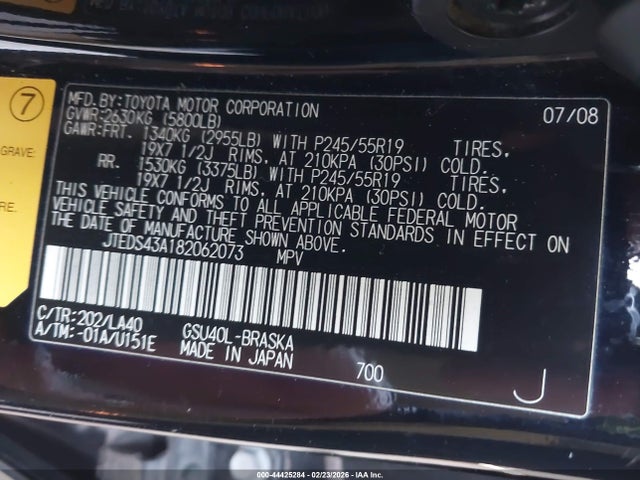 7
GRAVE:
RE.
MFD.BY:TOYOTA MOTOR CORPORATION 07/08
GVWR:2630KG (5800LB)
GAWR:FRT. 1340KG (2955LB) WITH P245/55R19 TIRES,
19X7 1/2J RIMS, AT 210KPA (30PSI) COLD.
RR. 1530KG (3375LB) WITH P245/55R19 TIRES,
19X7 1/2J RIMS, AT 210KPA (30PSI) COLD.
THIS VEHICLE CONFORMS TO ALL APPLICABLE FEDERAL MOTOR
VEHICLE SAFETY AND THEFT PREVENTION STANDARDS IN EFFECT ON
THE DATE OF MANUFACTURE SHOWN ABOVE.
JTEDS43A182062073 MPV
C/TR:202/LA40 GSU40L-BRASKA
A/TM:-01A/U151E MADE IN JAPAN
700 J
000-44425284 - 02/23/2026 - IAA Inc.